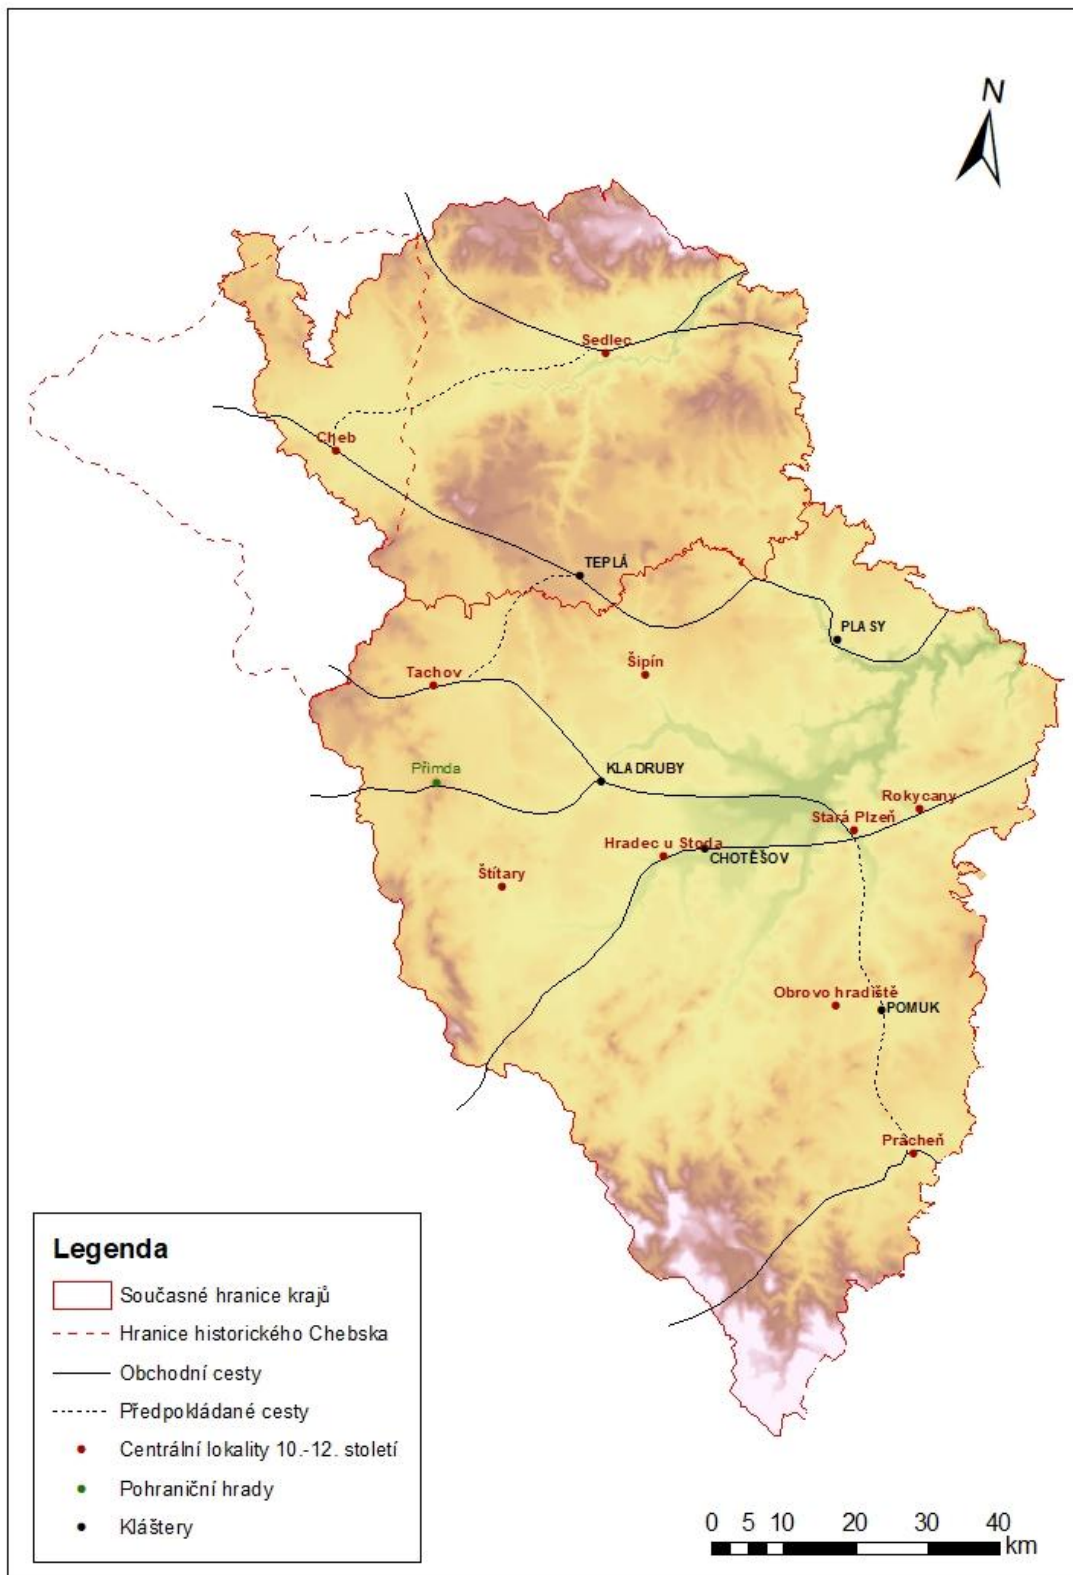 N
Sedlec
Cheb
TEPLÁ
PLASY
Šipín
Tachov
Přimda
KLADRUBY
Rokycany
Stará Plzeň
Hradec u Stoda
CHOTĚŠOV
Štítary
Obrovo hradiště
POMUK
Prácheň
Legenda
Současné hranice krajů
Hranice historického Chebska
Obchodní cesty
Předpokládané cesty
Centrální lokality 10.-12. století
Pohraniční hrady
Kláštery
0 5 10 20 30 40
km